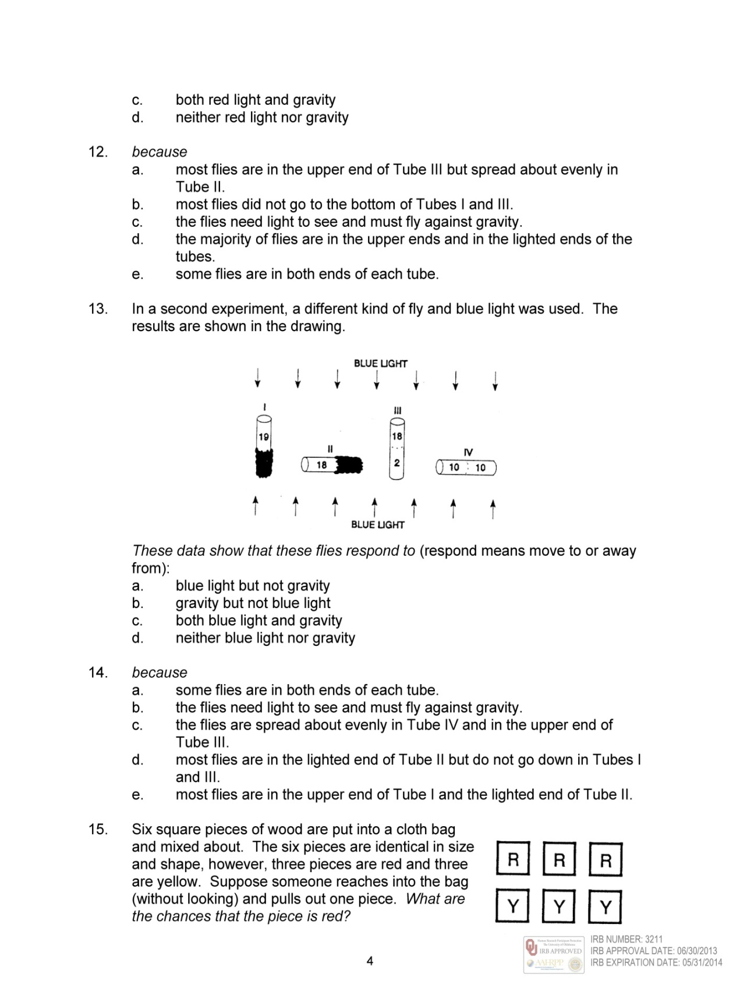 c. both red light and gravity
d. neither red light nor gravity
12. because
a. most flies are in the upper end of Tube III but spread about evenly in
Tube II.
b. most flies did not go to the bottom of Tubes I and III.
c. the flies need light to see and must fly against gravity.
d. the majority of flies are in the upper ends and in the lighted ends of the
tubes.
e. some flies are in both ends of each tube.
13. In a second experiment, a different kind of fly and blue light was used. The
results are shown in the drawing.
BLUE LIGHT
I
III
19
18
II
IV
18
2
10 10
BLUE LIGHT
These data show that these flies respond to (respond means move to or away
from):
a. blue light but not gravity
b. gravity but not blue light
c. both blue light and gravity
d. neither blue light nor gravity
14. because
a. some flies are in both ends of each tube.
b. the flies need light to see and must fly against gravity.
c. the flies are spread about evenly in Tube IV and in the upper end of
Tube III.
d. most flies are in the lighted end of Tube II but do not go down in Tubes I
and III.
e. most flies are in the upper end of Tube I and the lighted end of Tube II.
15. Six square pieces of wood are put into a cloth bag
and mixed about. The six pieces are identical in size
and shape, however, three pieces are red and three
are yellow. Suppose someone reaches into the bag
(without looking) and pulls out one piece. What are
the chances that the piece is red?
R R R
Y Y Y
IRB APPROVED
AAHRPP
IRB NUMBER: 3211
IRB APPROVAL DATE: 06/30/2013
IRB EXPIRATION DATE: 05/31/2014
4